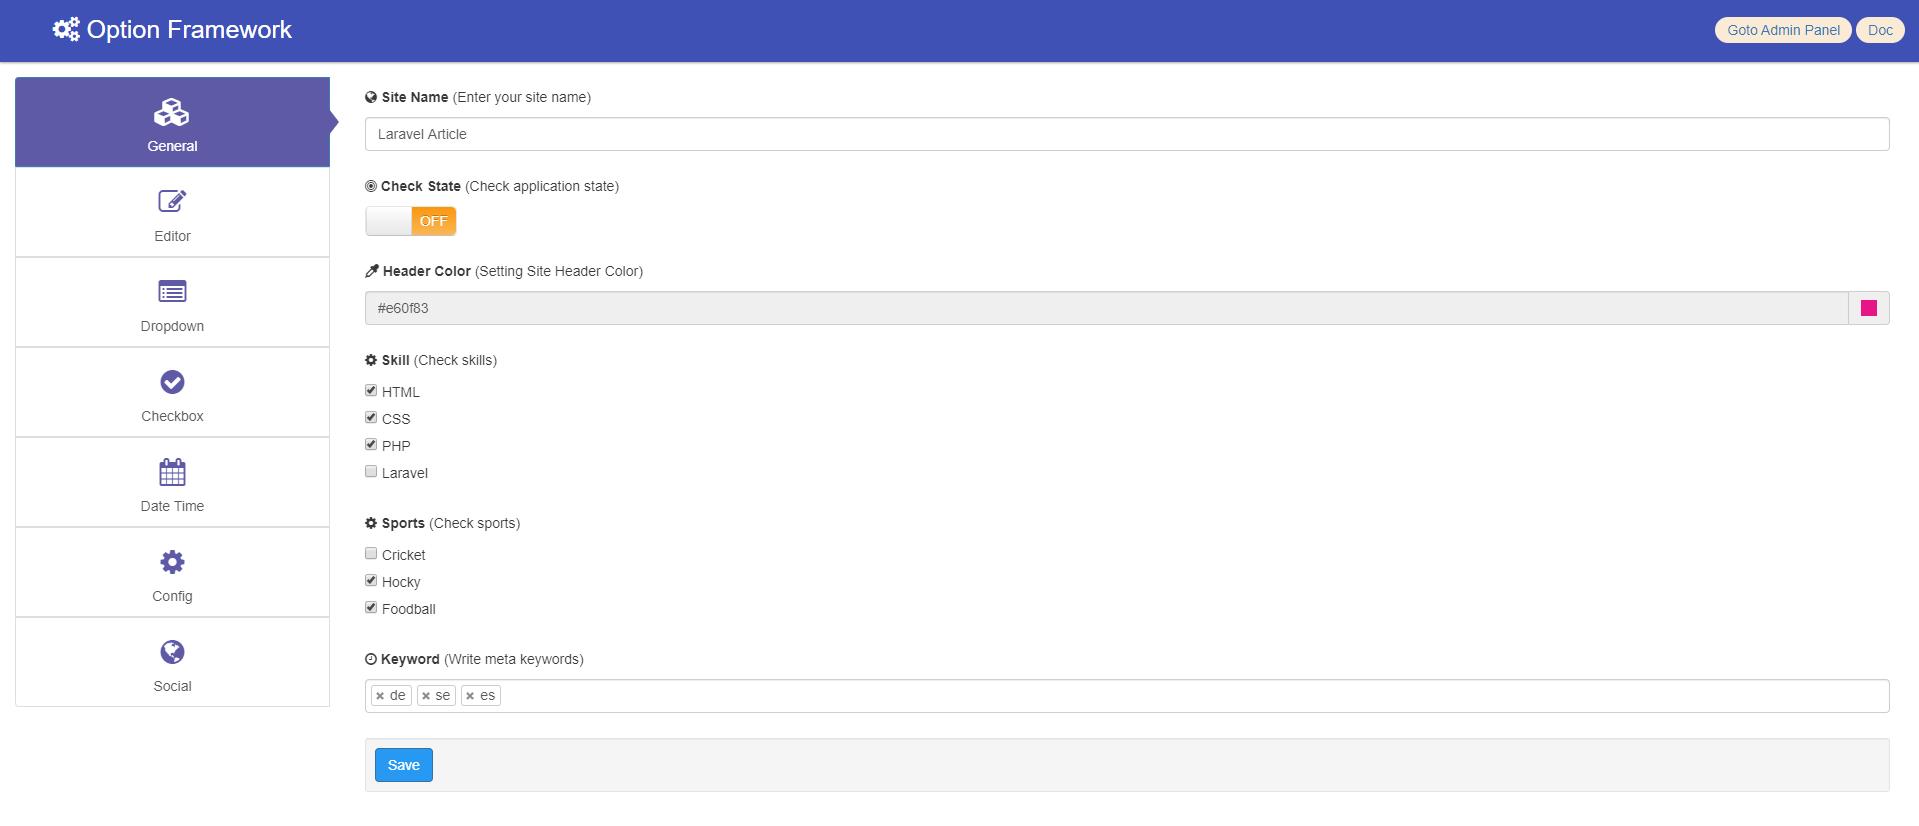 Option Framework
Goto Admin Panel Doc
General
Editor
Dropdown
Checkbox
Date Time
Config
Social
Site Name (Enter your site name)
Laravel Article
Check State (Check application state)
OFF
Header Color (Setting Site Header Color)
#e60f83
Skill (Check skills)
HTML
CSS
PHP
Laravel
Sports (Check sports)
Cricket
Hocky
Foodball
Keyword (Write meta keywords)
de se es
Save